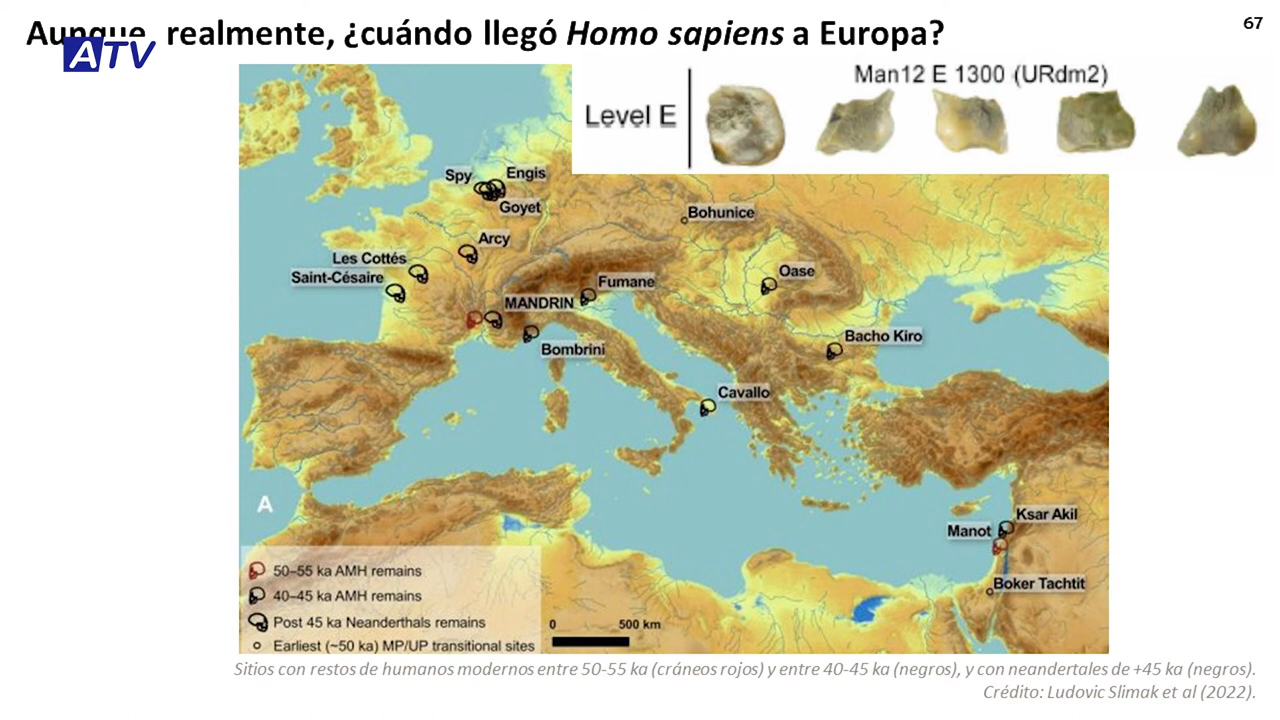 Aunque, realmente, ¿cuándo llegó Homo sapiens a Europa?
67
ATV
Man12 E 1300 (URdm2)
Level E
Spy
Engis
Goyet
Bohunice
Arcy
Les Cottés
Saint-Césaire
Oase
Fumane
MANDRIN
Bombrini
Bacho Kiro
Cavallo
A
Ksar Akil
Manot
Boker Tachtit
50–55 ka AMH remains
40–45 ka AMH remains
Post 45 ka Neanderthals remains
Earliest (~50 ka) MP/UP transitional sites
0 500 km
Sitios con restos de humanos modernos entre 50-55 ka (cráneos rojos) y entre 40-45 ka (negros), y con neandertales de +45 ka (negros).
Crédito: Ludovic Slimak et al (2022).